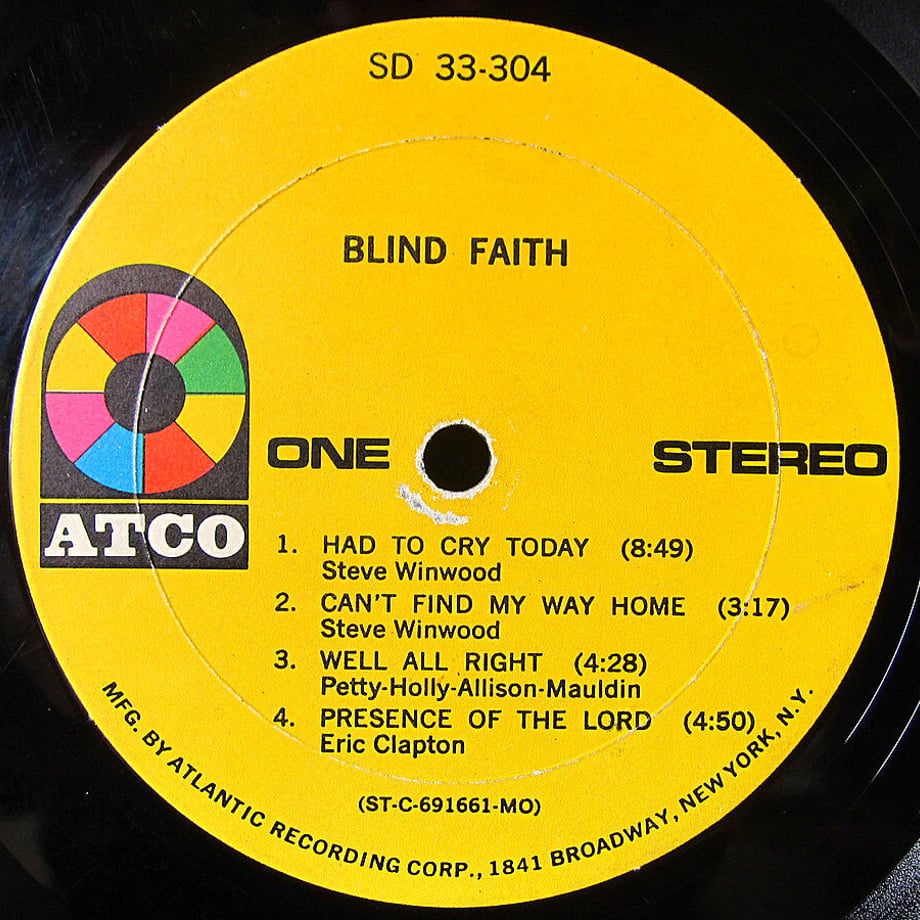 SD 33-304
BLIND FAITH
ONE
STEREO
ATCO
1. HAD TO CRY TODAY (8:49)
Steve Winwood
2. CAN'T FIND MY WAY HOME (3:17)
Steve Winwood
3. WELL ALL RIGHT (4:28)
Petty-Holly-Allison-Mauldin
4. PRESENCE OF THE LORD (4:50)
Eric Clapton
(ST-C-691661-MO)
MFG. BY ATLANTIC RECORDING CORP., 1841 BROADWAY, NEW YORK, N.Y.